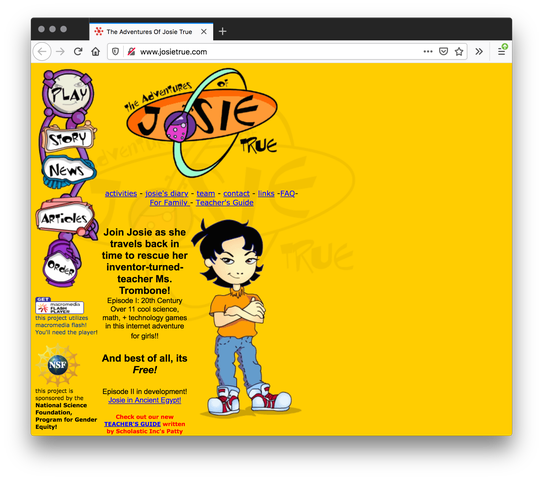 The Adventures Of Josie True
www.josietrue.com
The Adventures Of
JOSIE
TRUE
PLAY
STORY
News
Articles
Order
activities - josie's diary - team - contact - links -FAQ-
For Family - Teacher's Guide
Join Josie as she
travels back in
time to rescue her
inventor-turned-
teacher Ms.
Trombone!
Episode I: 20th Century
Over 11 cool science,
math, + technology games
in this internet adventure
for girls!!
And best of all, its
Free!
Episode II in development!
Josie in Ancient Egypt!
Check out our new
TEACHER'S GUIDE written
by Scholastic Inc's Patty
GET
macromedia
FLASH
PLAYER
this project utilizes
macromedia flash!
You'll need the player!
NSF
this project is
sponsored by the
National Science
Foundation,
Program for Gender
Equity!
Adventures
JOSIE
TRUE